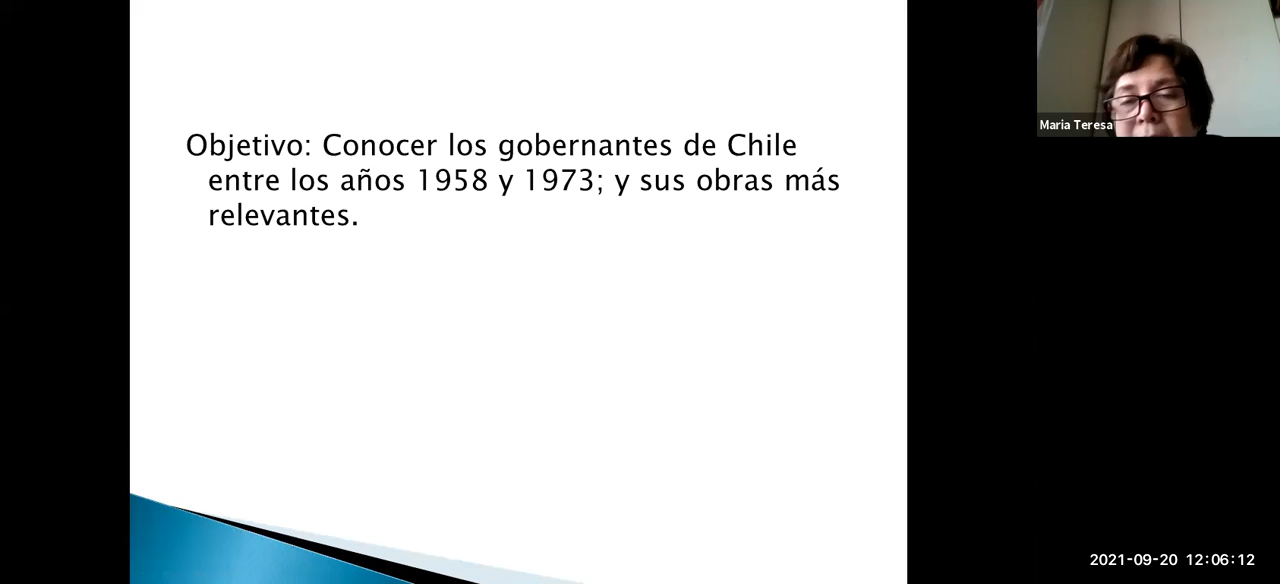 Objetivo: Conocer los gobernantes de Chile
entre los años 1958 y 1973; y sus obras más
relevantes.
Maria Teresa
2021-09-20 12:06:12